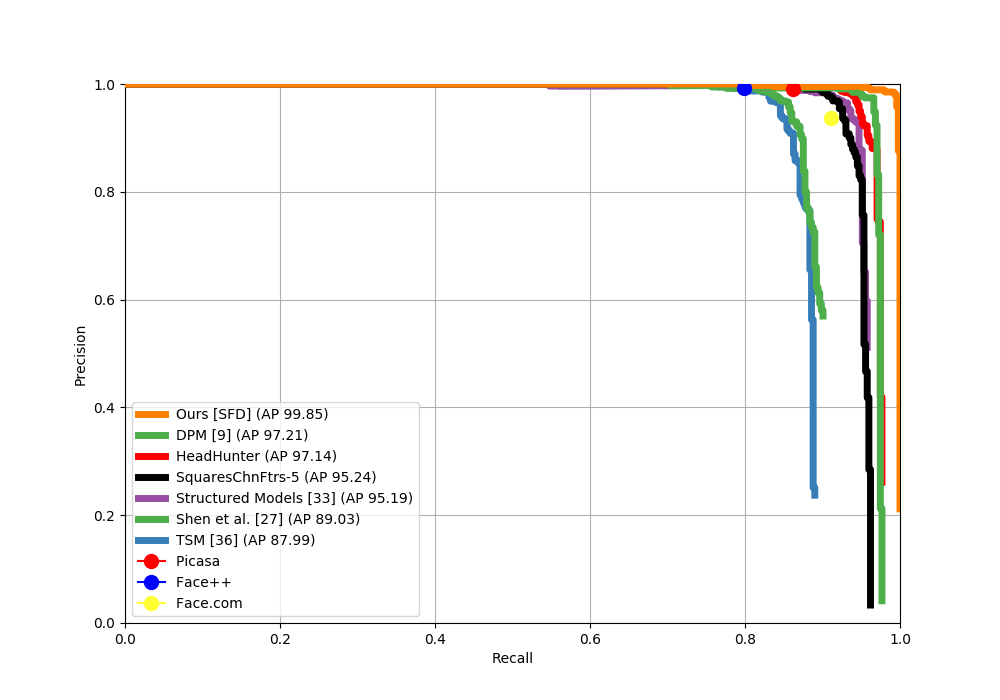 1.0
0.8
0.6
0.4
0.2
0.0
Precision
Ours [SFD] (AP 99.85)
DPM [9] (AP 97.21)
HeadHunter (AP 97.14)
SquaresChnFtrs-5 (AP 95.24)
Structured Models [33] (AP 95.19)
Shen et al. [27] (AP 89.03)
TSM [36] (AP 87.99)
Picasa
Face++
Face.com
0.0 0.2 0.4 0.6 0.8 1.0
Recall